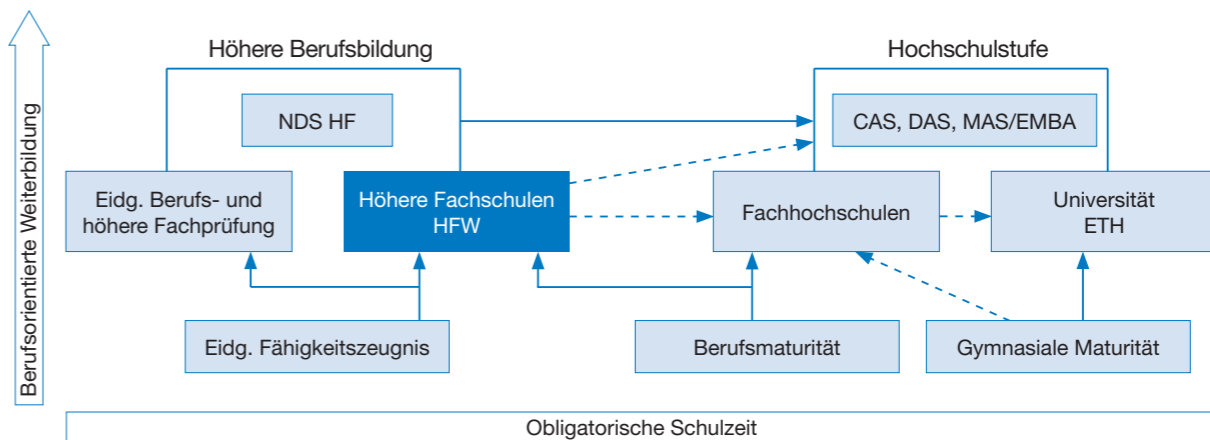 Berufsorientierte Weiterbildung
Höhere Berufsbildung
Hochschulstufe
NDS HF
CAS, DAS, MAS/EMBA
Eidg. Berufs- und
höhere Fachprüfung
Höhere Fachschulen
HFW
Fachhochschulen
Universität
ETH
Eidg. Fähigkeitszeugnis
Berufsmaturität
Gymnasiale Maturität
Obligatorische Schulzeit